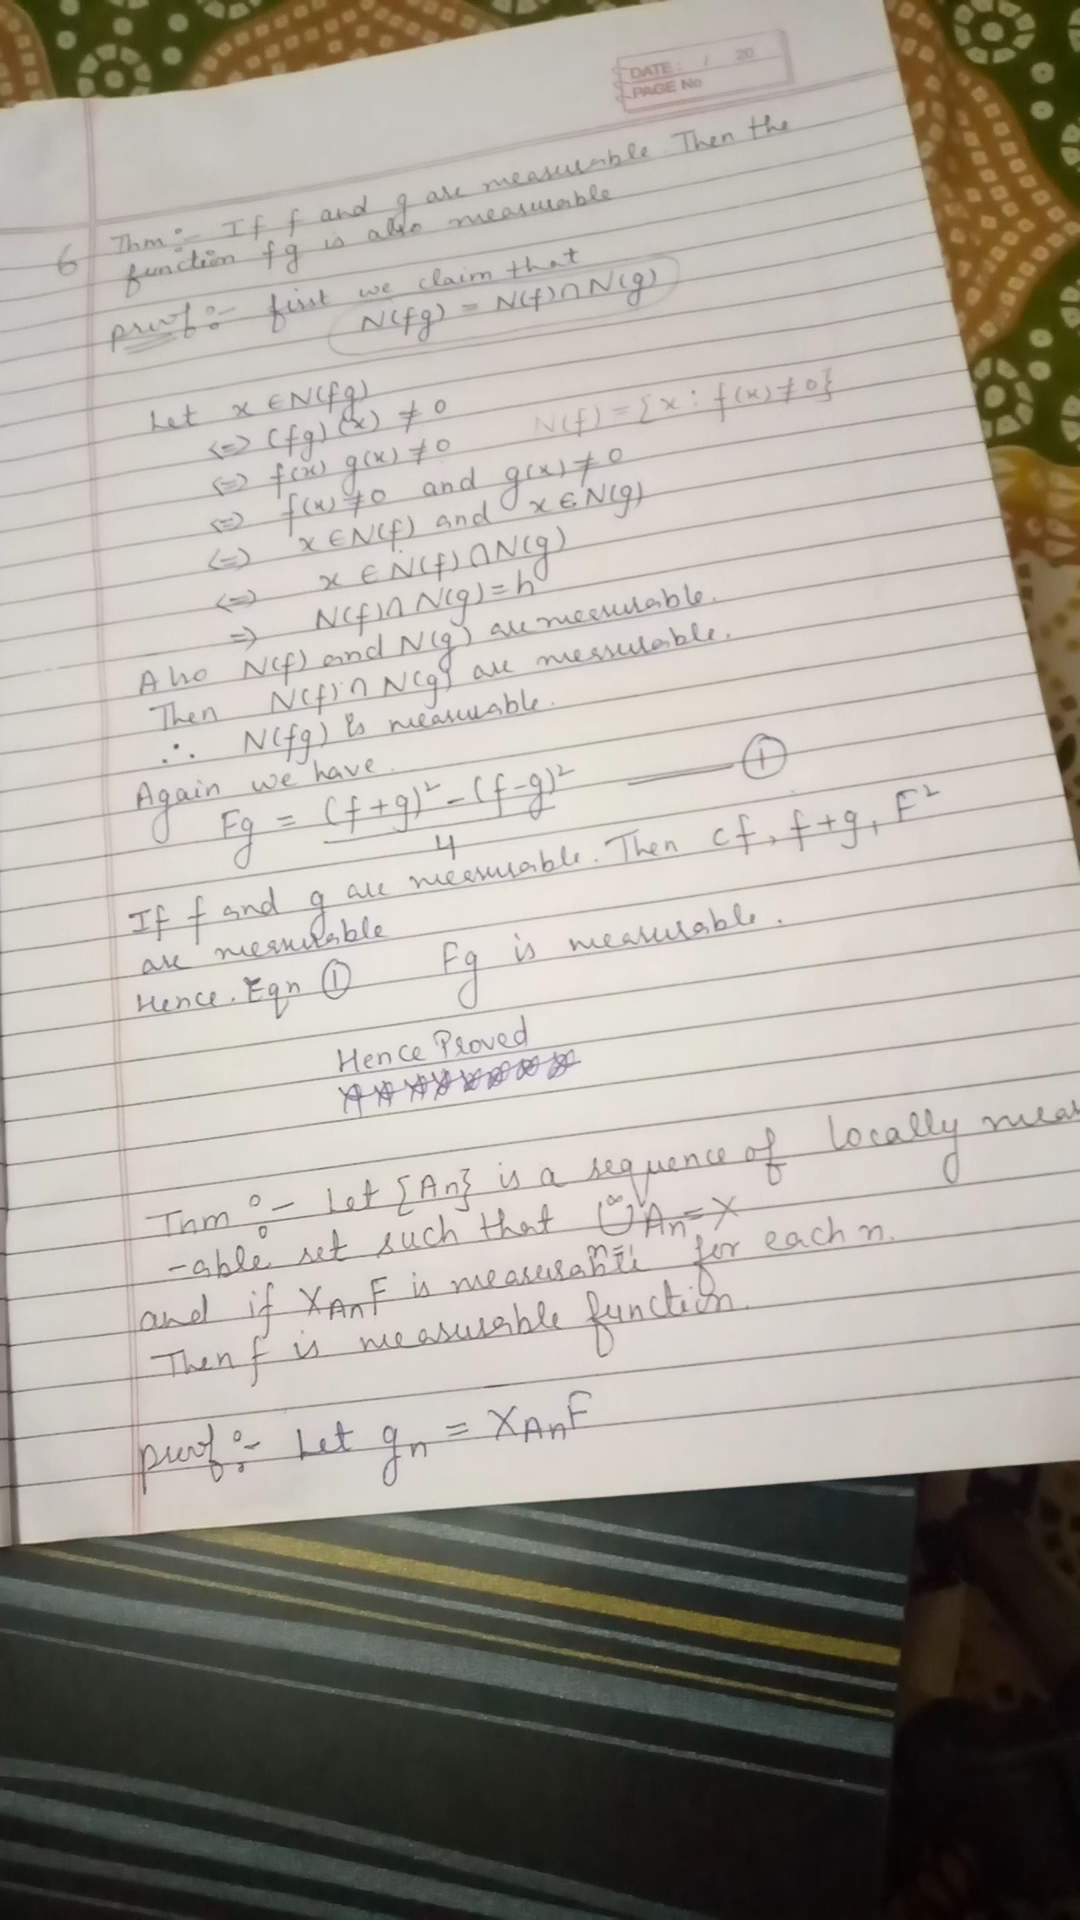 DATE: / 20
PAGE No
6 Thm:- If f and g are measurable Then the
function fg is also measurable
proof:- first we claim that
N(fg) = N(f)∩N(g)
Let x ∈N(fg)
<=> (fg)(x) ≠ 0
N(f) = {x : f(x) ≠ 0}
<=> f(x) g(x) ≠ 0
<=> f(x) ≠ 0 and g(x) ≠ 0
<=> x ∈N(f) and x ∈N(g)
<=> x ∈ N(f) ∩N(g)
=> N(f)∩ N(g) = h
Also N(f) and N(g) are measurable.
Then N(f)∩ N(g) are measurable.
∴ N(fg) is measurable.
Again we have.
Fg = (f+g)² - (f-g)² / 4 —— ①
If f and g are measurable. Then cf, f+g, F²
are measurable
Hence. Eqn ① Fg is measurable.
Hence Proved
Thm :- Let {An} is a sequence of locally meas
-able set such that ∞∪n=1 An = X
and if XAnF is measurable for each n.
Then f is measurable function.
proof :- Let gn = XAnF